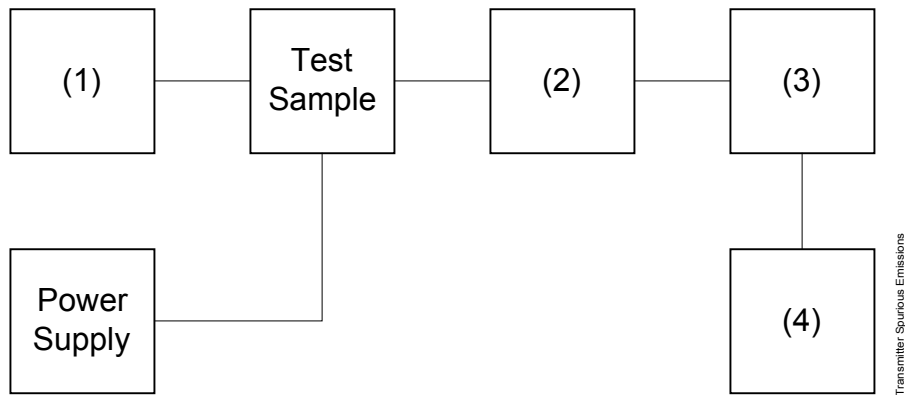 (1)
Test
Sample
(2)
(3)
Power
Supply
(4)
Transmitter Spurious Emissions